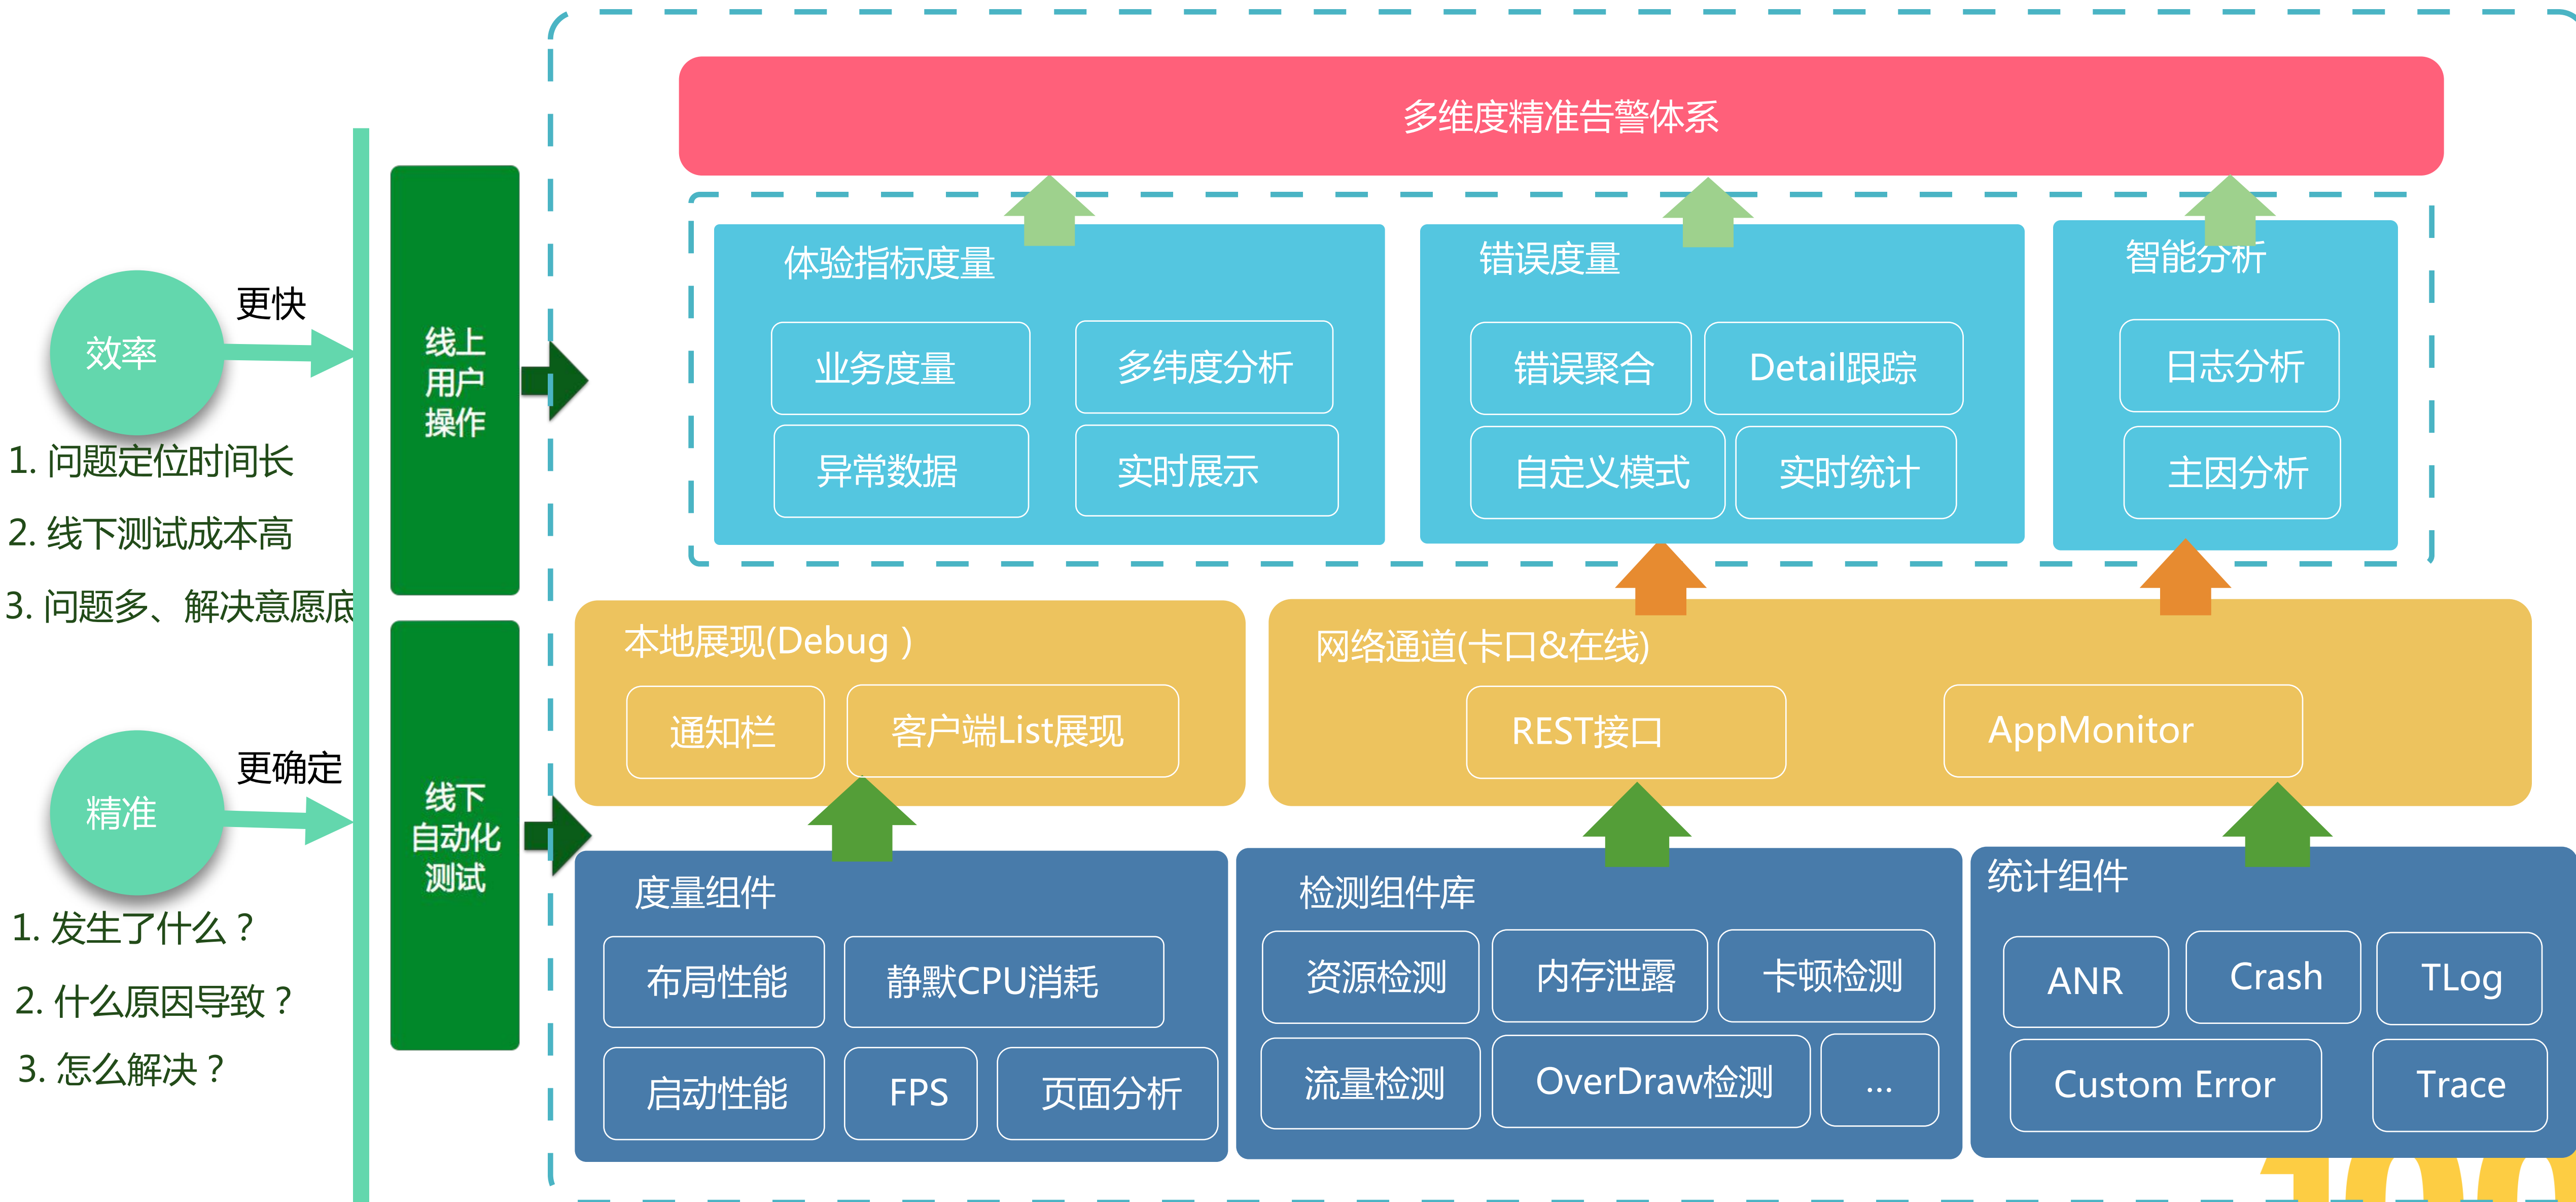 多维度精准告警体系
体验指标度量
错误度量
智能分析
业务度量
多纬度分析
错误聚合
Detail跟踪
日志分析
异常数据
实时展示
自定义模式
实时统计
主因分析
效率
更快
1. 问题定位时间长
2. 线下测试成本高
3. 问题多、解决意愿底
精准
更确定
1. 发生了什么？
2. 什么原因导致？
3. 怎么解决？
线上
用户
操作
线下
自动化
测试
本地展现(Debug )
通知栏
客户端List展现
网络通道(卡口&在线)
REST接口
AppMonitor
度量组件
布局性能
静默CPU消耗
启动性能
FPS
页面分析
检测组件库
资源检测
内存泄露
卡顿检测
流量检测
OverDraw检测
...
统计组件
ANR
Crash
TLog
Custom Error
Trace
100